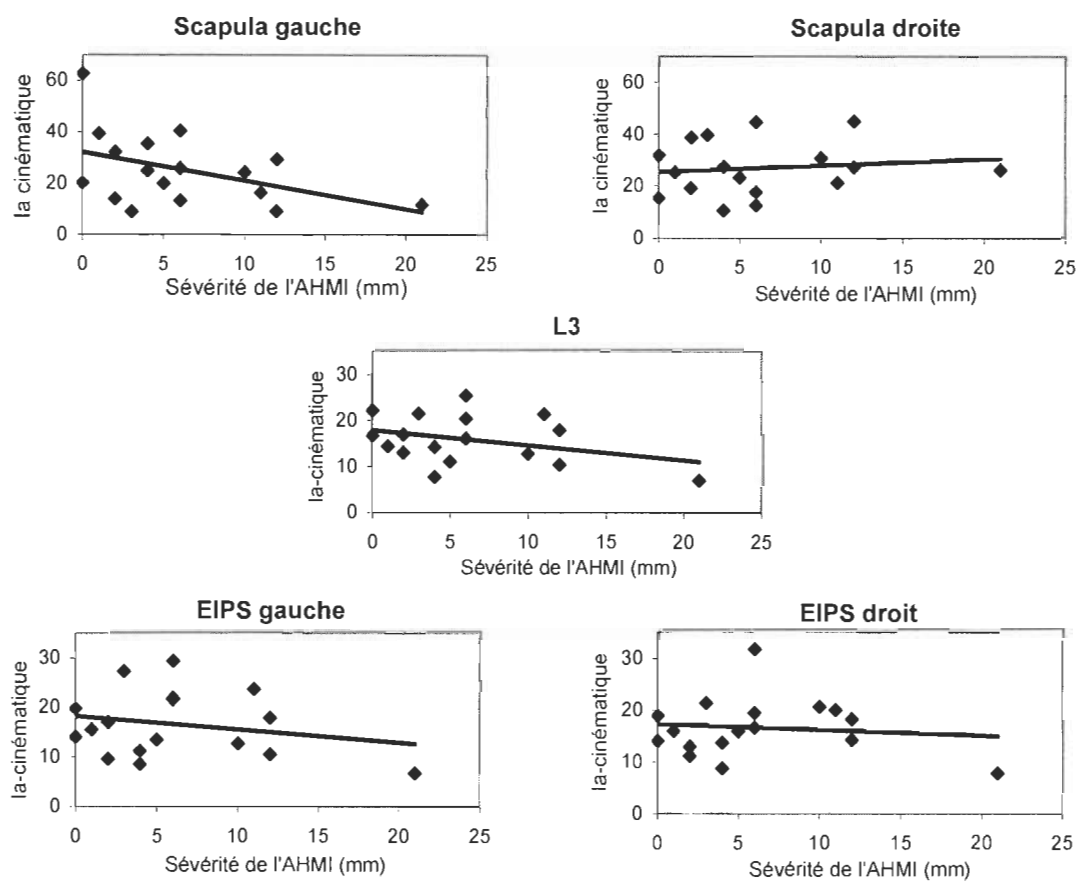 Scapula gauche
la cinématique
60
40
20
0
0 5 10 15 20 25
Sévérité de l'AHMI (mm)
Scapula droite
la cinématique
60
40
20
0
0 5 10 15 20 25
Sévérité de l'AHMI (mm)
L3
la-cinématique
30
20
10
0
0 5 10 15 20 25
Sévérité de l'AHMI (mm)
EIPS gauche
la-cinématique
30
20
10
0
0 5 10 15 20 25
Sévérité de l'AHMI (mm)
EIPS droit
la-cinématique
30
20
10
0
0 5 10 15 20 25
Sévérité de l'AHMI (mm)